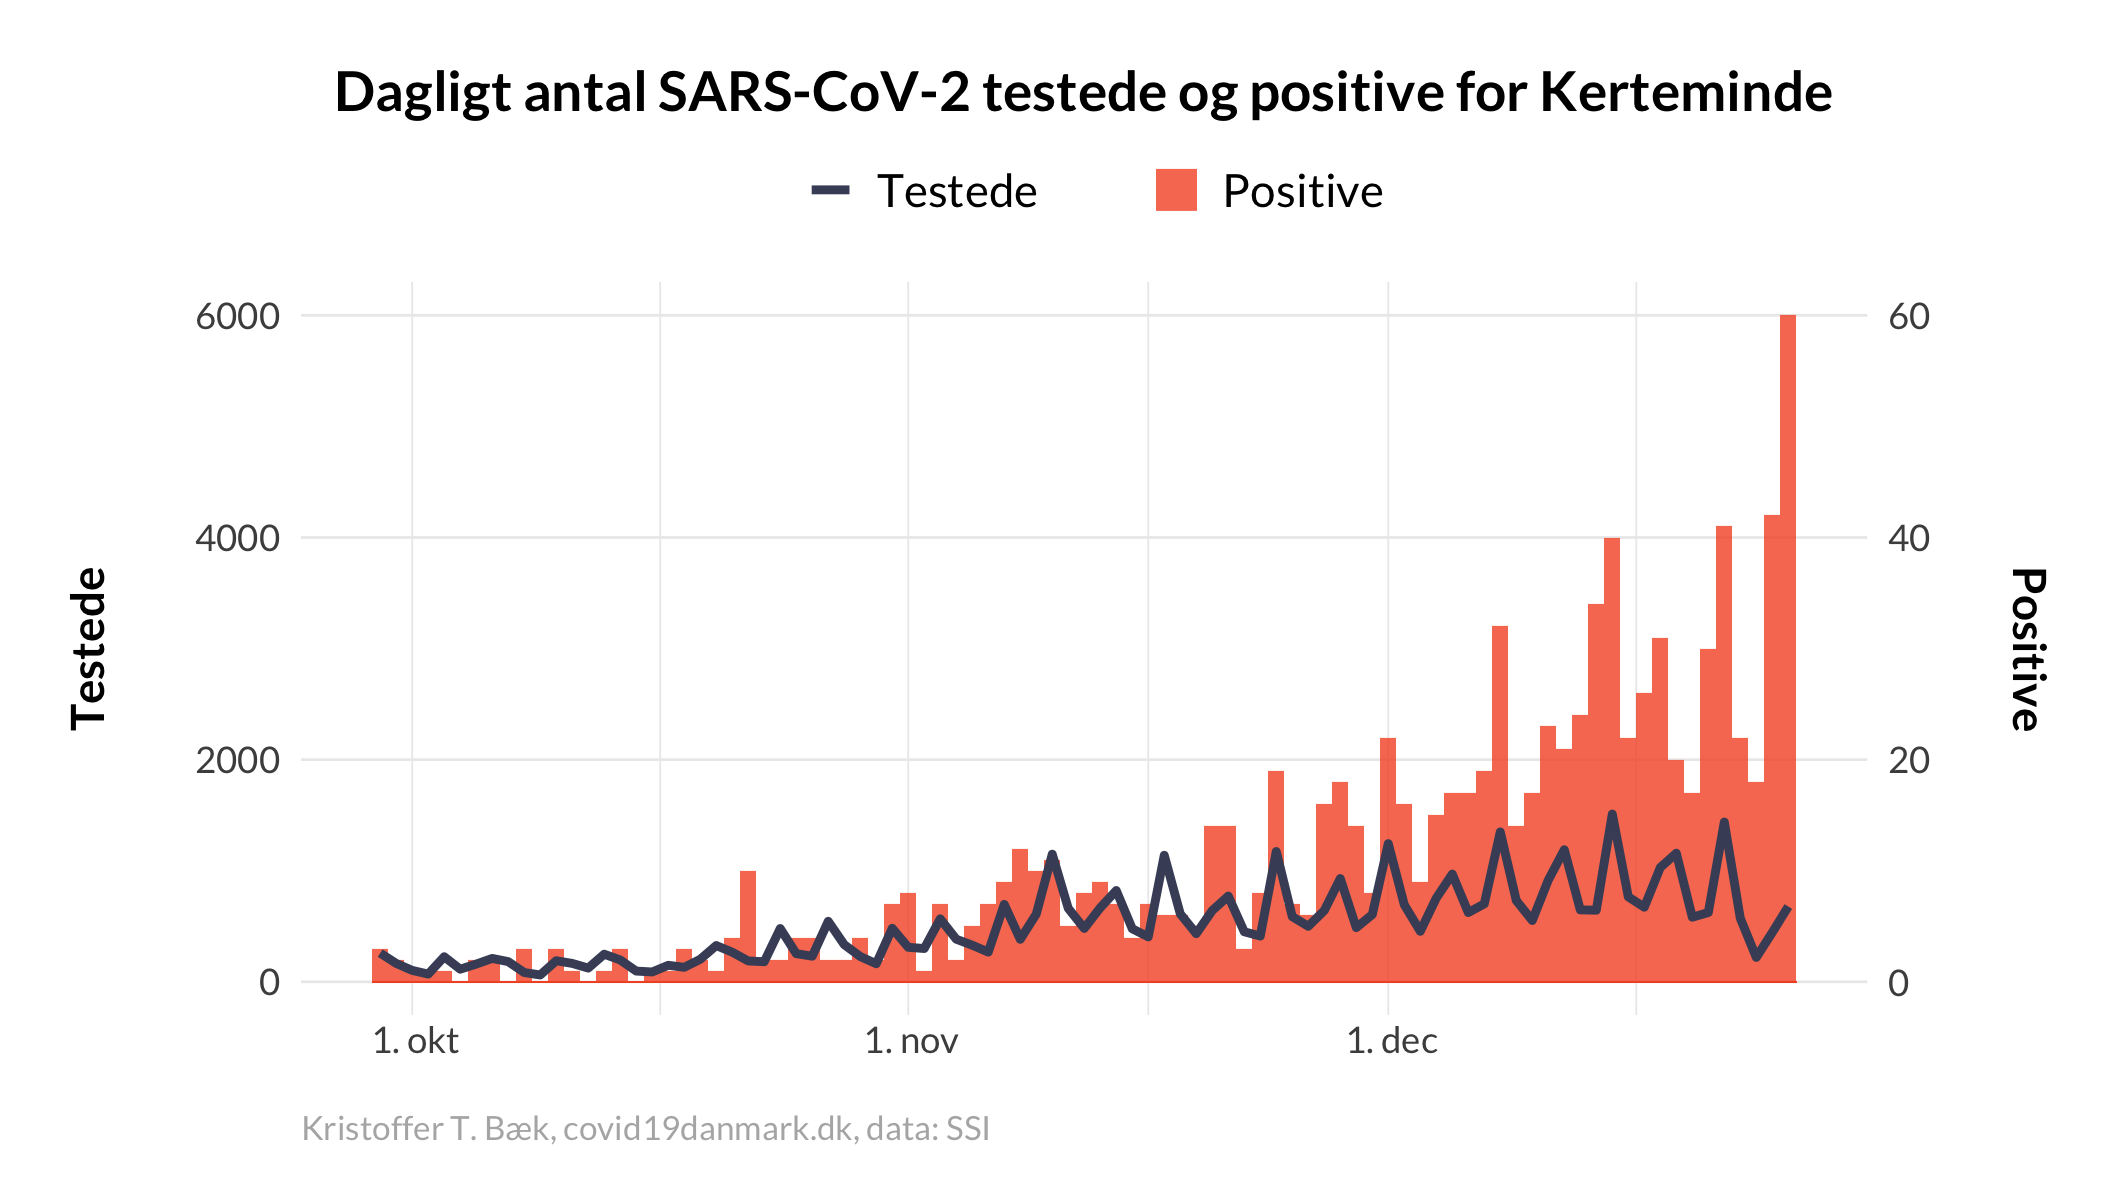 Dagligt antal SARS-CoV-2 testede og positive for Kerteminde
Testede
Positive
6000
4000
2000
0
Testede
60
40
20
0
Positive
1. okt
1. nov
1. dec
Kristoffer T. Bæk, covid19danmark.dk, data: SSI